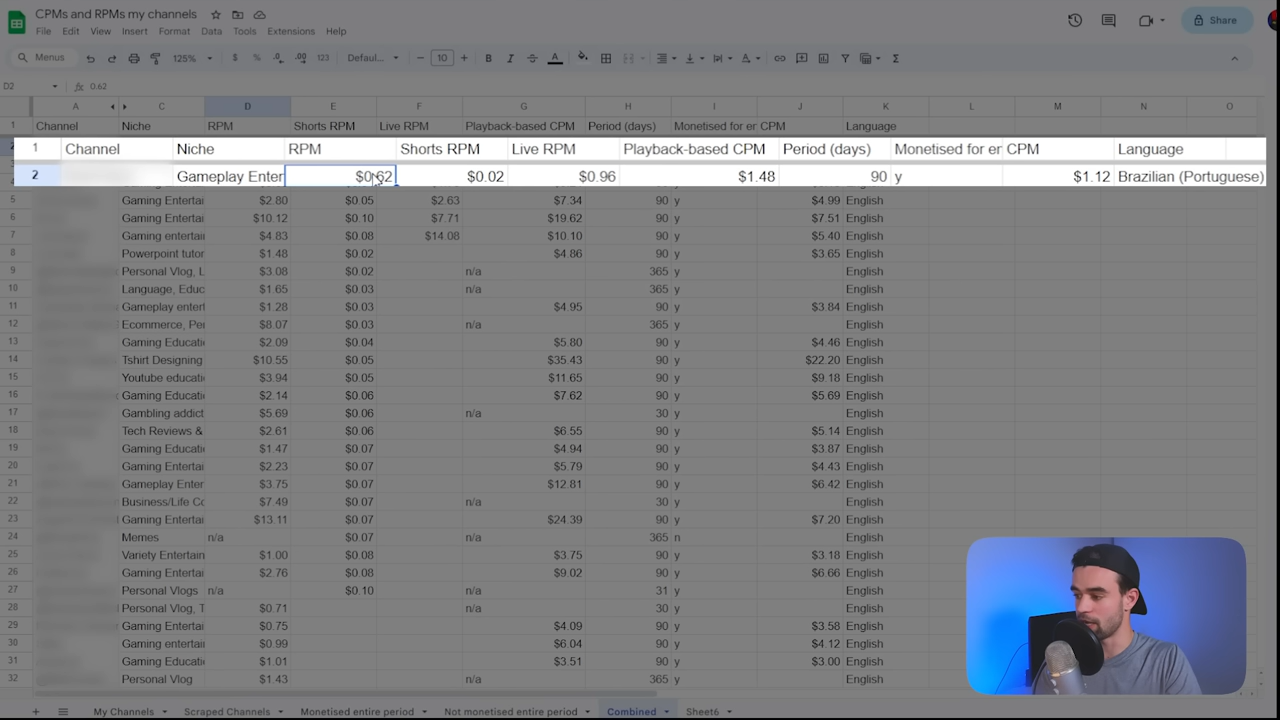 CPMs and RPMs my channels
File Edit View Insert Format Data Tools Extensions Help
Share
Menus 125% $ % .0 .00 123 Defaul... 10 B I A
D2 fx 0.62
A C D E F G H I J K L M N O
1 Channel Niche RPM Shorts RPM Live RPM Playback-based CPM Period (days) Monetised for er CPM Language
1 Channel Niche RPM Shorts RPM Live RPM Playback-based CPM Period (days) Monetised for er CPM Language
2 Gameplay Enter $0.62 $0.02 $0.96 $1.48 90 y $1.12 Brazilian (Portuguese)
5 Gaming Entertai $2.80 $0.05 $2.63 $7.34 90 y $4.99 English
6 Gaming Entertai $10.12 $0.10 $7.71 $19.62 90 y $7.51 English
7 Gaming entertair $4.83 $0.08 $14.08 $10.10 90 y $5.40 English
8 Powerpoint tutor $1.48 $0.02 $4.86 90 y $3.65 English
9 Personal Vlog, L $3.08 $0.02 n/a 365 y English
10 Language, Educ $1.65 $0.03 n/a 365 y English
11 Gameplay entert $1.28 $0.03 $4.95 90 y $3.84 English
12 Ecommerce, Per $8.07 $0.03 n/a 365 y English
13 Gaming Educati $2.09 $0.04 $5.80 90 y $4.46 English
14 Tshirt Designing $10.55 $0.05 $35.43 90 y $22.20 English
15 Youtube educati $3.94 $0.05 $11.65 90 y $9.18 English
16 Gaming Educati $2.14 $0.06 $7.62 90 y $5.69 English
17 Gambling addict $5.69 $0.06 n/a 30 y English
18 Tech Reviews & $2.61 $0.06 $6.55 90 y $5.14 English
19 Gaming Educati $1.47 $0.07 $4.94 90 y $3.87 English
20 Gaming Entertai $2.23 $0.07 $5.79 90 y $4.43 English
21 Gameplay Enter $3.75 $0.07 $12.81 90 y $6.42 English
22 Business/Life Cc $7.49 $0.07 n/a 30 y English
23 Gaming Entertai $13.11 $0.07 $24.39 90 y $7.20 English
24 Memes n/a $0.07 n/a 365 n English
25 Variety Entertain $1.00 $0.08 $3.75 90 y $3.18 English
26 Gaming Entertai $2.76 $0.08 $9.02 90 y $6.66 English
27 Personal Vlogs n/a $0.10 n/a 31 y English
28 Personal Vlog, T $0.71 n/a 30 y English
29 Gaming Entertai $0.75 $4.09 90 y $3.58 English
30 Gaming entertair $0.99 $6.04 90 y $4.12 English
31 Gaming Educati $1.01 $3.51 90 y $3.00 English
32 Personal Vlog $1.43 n/a 365 y English
My Channels Scraped Channels Monetised entire period Not monetised entire period Combined Sheet6